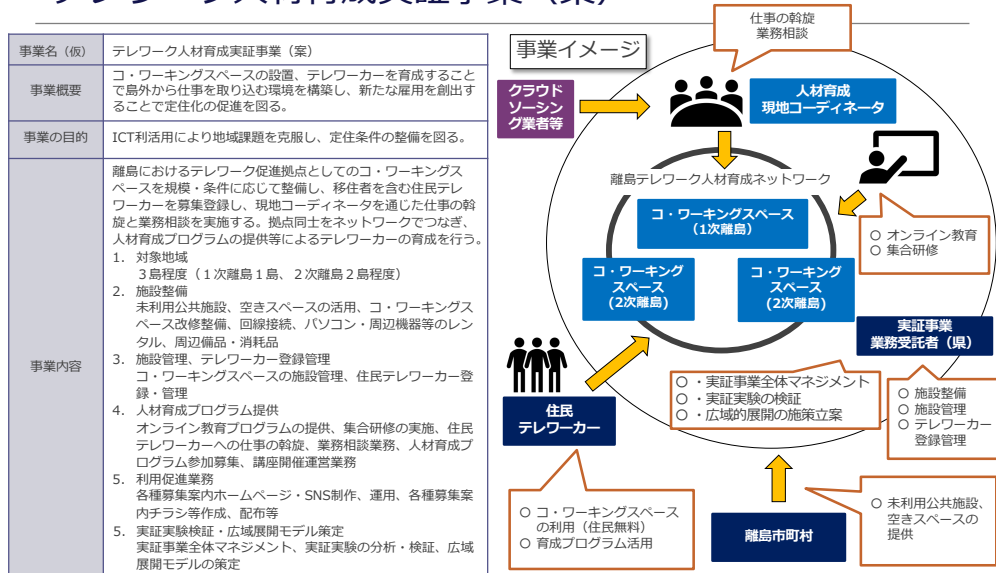 テレワーク人材育成実証事業（案）
事業名（仮）
テレワーク人材育成実証事業（案）
事業概要
コ・ワーキングスペースの設置、テレワーカーを育成すること
で島外から仕事を取り込む環境を構築し、新たな雇用を創出す
ることで定住化の促進を図る。
事業の目的
ICT利活用により地域課題を克服し、定住条件の整備を図る。
事業内容
離島におけるテレワーク促進拠点としてのコ・ワーキングス
ペースを規模・条件に応じて整備し、移住者を含む住民テレ
ワーカーを募集登録し、現地コーディネータを通じた仕事の斡
旋と業務相談を実施する。拠点同士をネットワークでつなぎ、
人材育成プログラムの提供等によるテレワーカーの育成を行う。
1. 対象地域
３島程度（１次離島１島、２次離島２島程度）
2. 施設整備
未利用公共施設、空きスペースの活用、コ・ワーキングス
ペース改修整備、回線接続、パソコン・周辺機器等のレン
タル、周辺備品・消耗品
3. 施設管理、テレワーカー登録管理
コ・ワーキングスペースの施設管理、住民テレワーカー登
録・管理
4. 人材育成プログラム提供
オンライン教育プログラムの提供、集合研修の実施、住民
テレワーカーへの仕事の斡旋、業務相談業務、人材育成プ
ログラム参加募集、講座開催運営業務
5. 利用促進業務
各種募集案内ホームページ・SNS制作、運用、各種募集案
内チラシ等作成、配布等
5. 実証実験検証・広域展開モデル策定
実証事業全体マネジメント、実証実験の分析・検証、広域
展開モデルの策定
事業イメージ
仕事の斡旋
業務相談
クラウド
ソーシン
グ業者等
人材育成
現地コーディネータ
離島テレワーク人材育成ネットワーク
コ・ワーキングスペース
（1次離島）
コ・ワーキング
スペース
(2次離島)
コ・ワーキング
スペース
(2次離島)
○ オンライン教育
○ 集合研修
実証事業
業務受託者（県）
○ ・実証事業全体マネジメント
○ ・実証実験の検証
○ ・広域的展開の施策立案
○ 施設整備
○ 施設管理
○ テレワーカー
登録管理
住民
テレワーカー
○ コ・ワーキングスペース
の利用（住民無料）
○ 育成プログラム活用
離島市町村
○ 未利用公共施設、
空きスペースの
提供